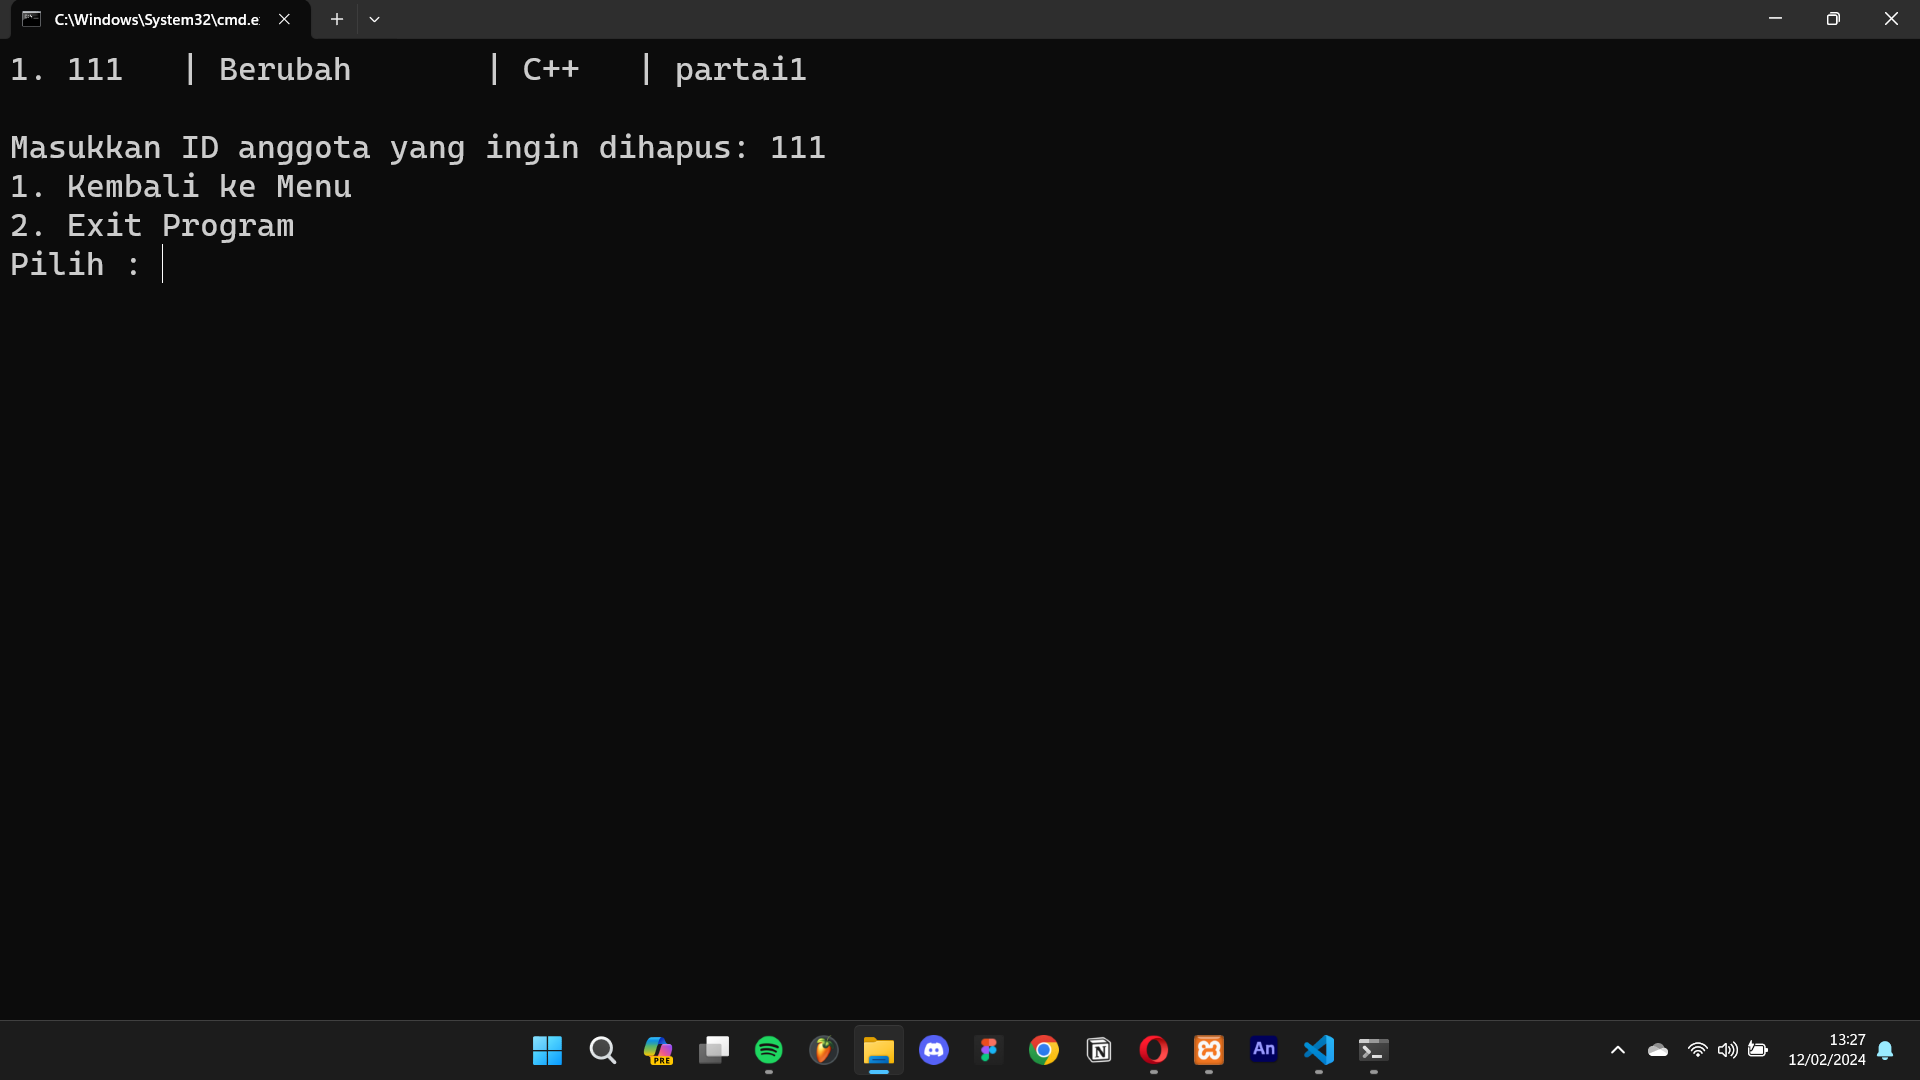 C:\Windows\System32\cmd.e
1. 111 | Berubah | C++ | partai1
Masukkan ID anggota yang ingin dihapus: 111
1. Kembali ke Menu
2. Exit Program
Pilih :
PRE
An
13:27
12/02/2024